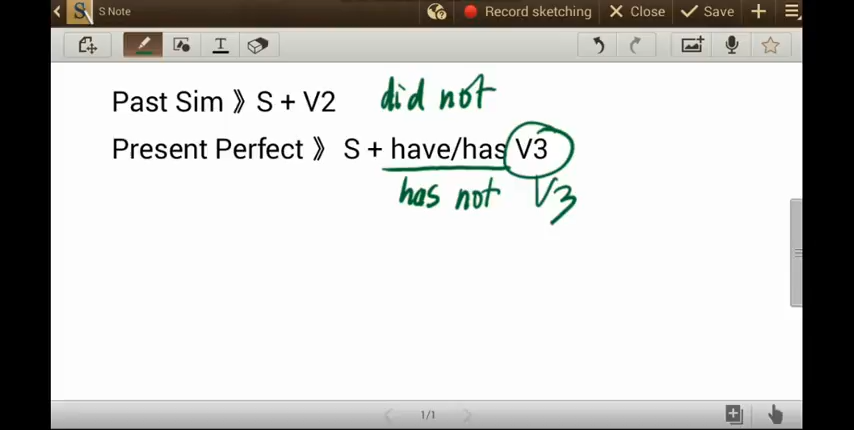 S Note
Record sketching
Close
Save
Past Sim 》 S + V2 did not
Present Perfect 》 S + have/has V3
has not V3
1/1